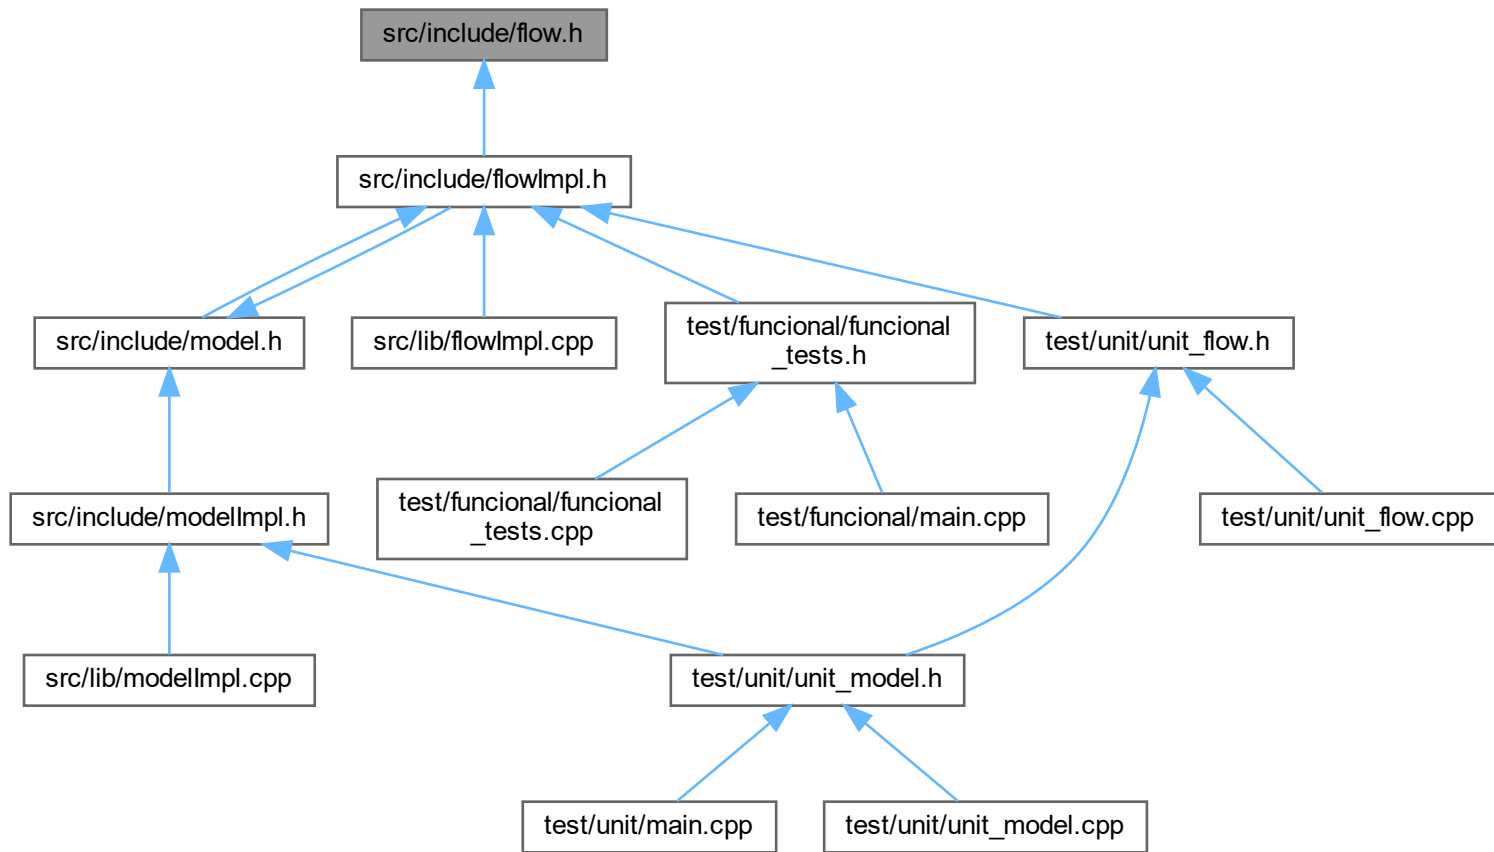 src/include/flow.h
src/include/flowImpl.h
src/include/model.h
src/lib/flowImpl.cpp
test/funcional/funcional
_tests.h
test/unit/unit_flow.h
src/include/modelImpl.h
test/funcional/funcional
_tests.cpp
test/funcional/main.cpp
test/unit/unit_flow.cpp
src/lib/modelImpl.cpp
test/unit/unit_model.h
test/unit/main.cpp
test/unit/unit_model.cpp